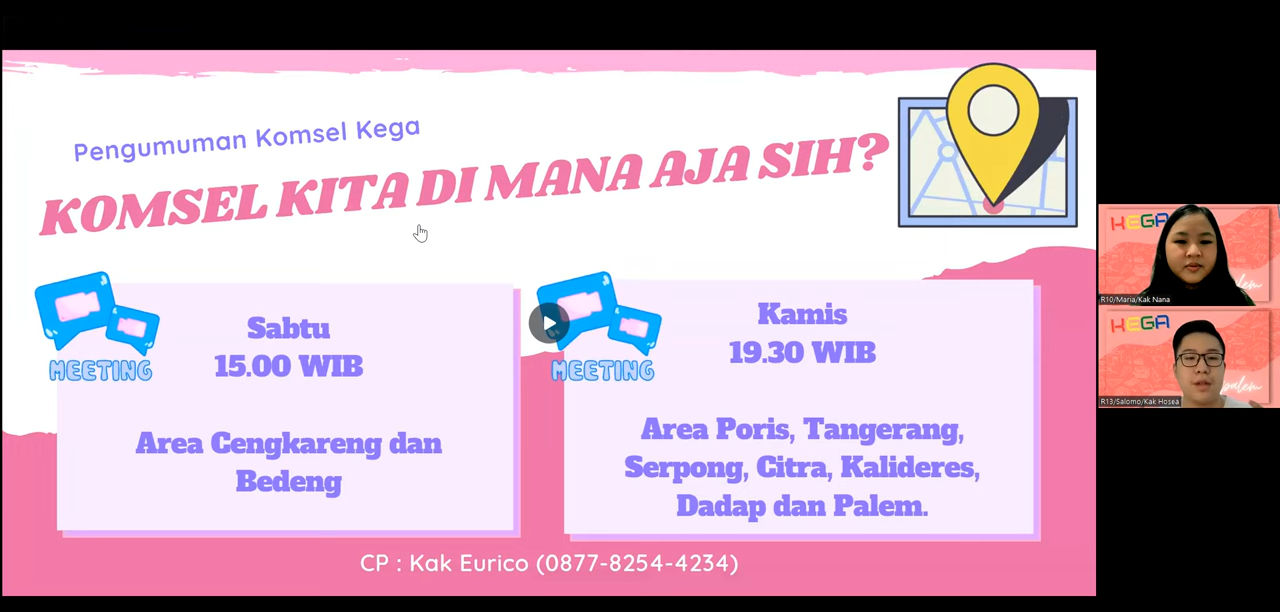 Pengumuman Komsel Kega
KOMSEL KITA DI MANA AJA SIH?
MEETING
Sabtu
15.00 WIB
Area Cengkareng dan
Bedeng
MEETING
Kamis
19.30 WIB
Area Poris, Tangerang,
Serpong, Citra, Kalideres,
Dadap dan Palem.
CP : Kak Eurico (0877-8254-4234)
KEGA
R10/Maria/Kak Nana
KEGA
R13/Salomo/Kak Hosea